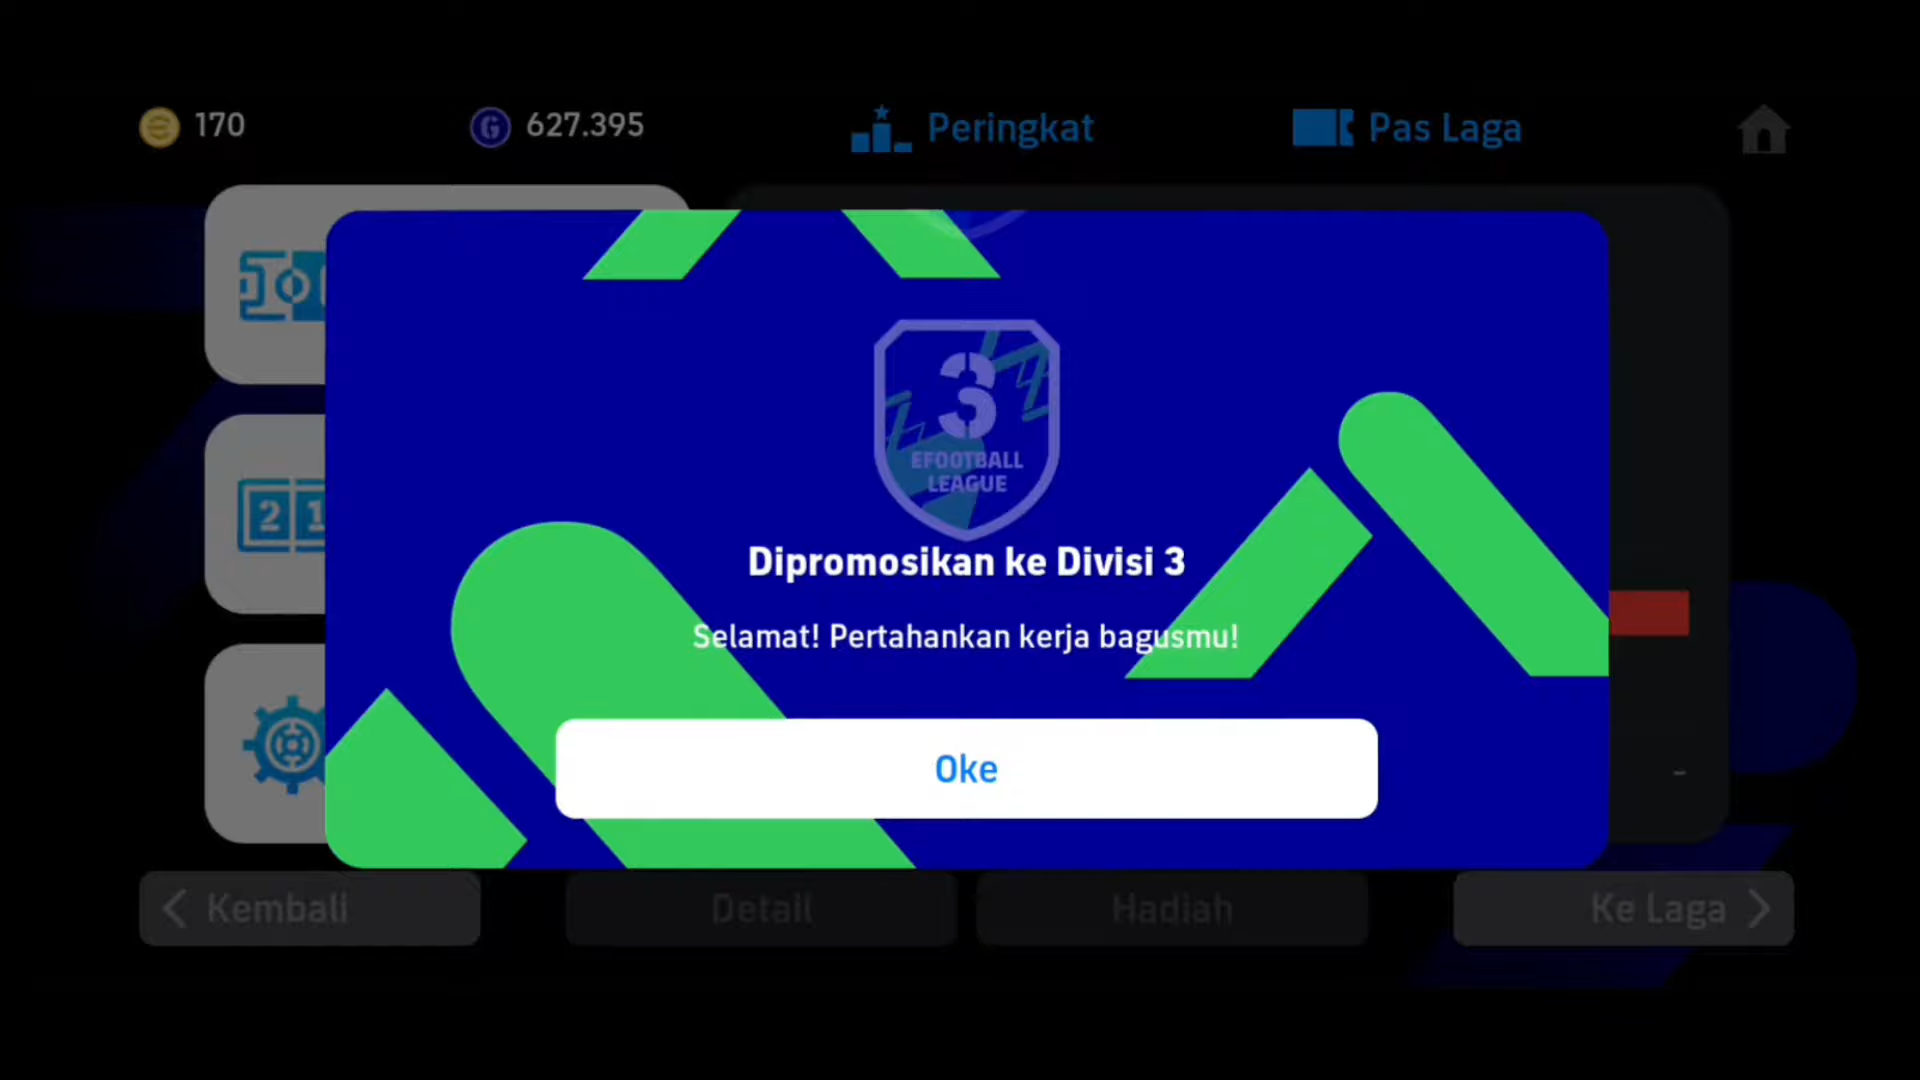 170
G 627.395
Peringkat
Pas Laga
21
3
EFOOTBALL
LEAGUE
Dipromosikan ke Divisi 3
Selamat! Pertahankan kerja bagusmu!
Oke
-
Kembali
Detail
Hadiah
Ke Laga